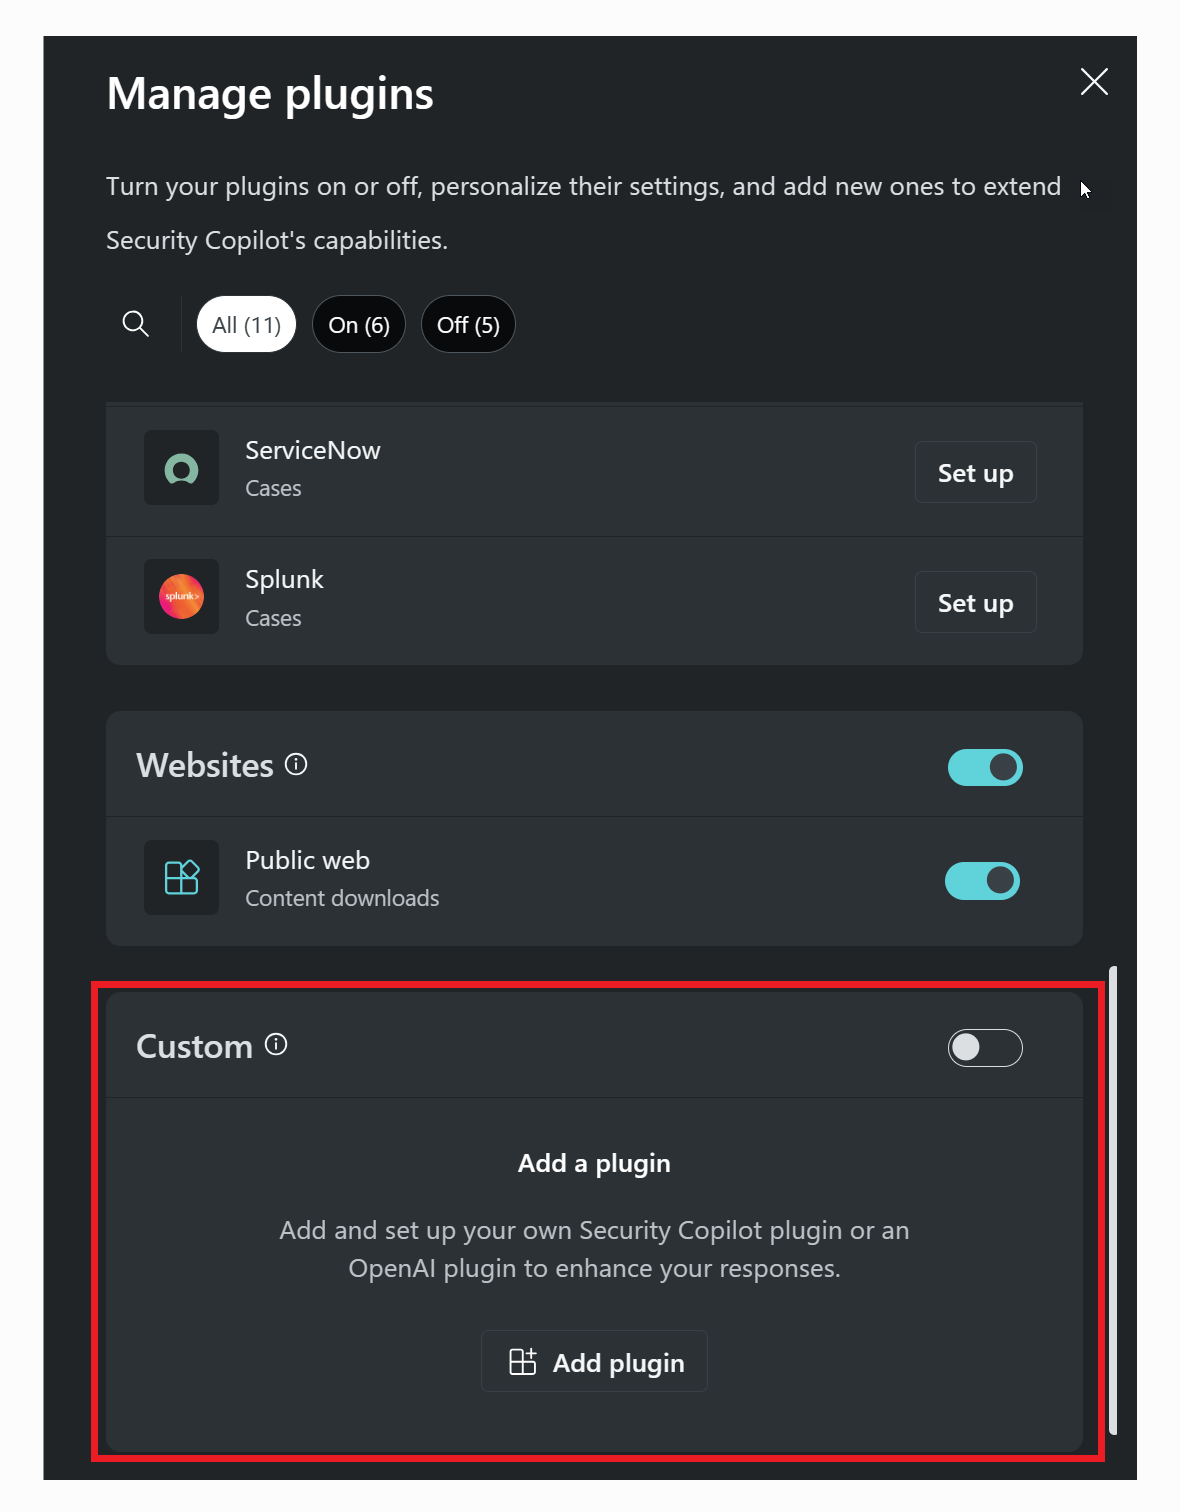 Manage plugins
Turn your plugins on or off, personalize their settings, and add new ones to extend
Security Copilot's capabilities.
All (11)
On (6)
Off (5)
ServiceNow
Cases
Set up
splunk>
Splunk
Cases
Set up
Websites
Public web
Content downloads
Custom
Add a plugin
Add and set up your own Security Copilot plugin or an
OpenAI plugin to enhance your responses.
Add plugin